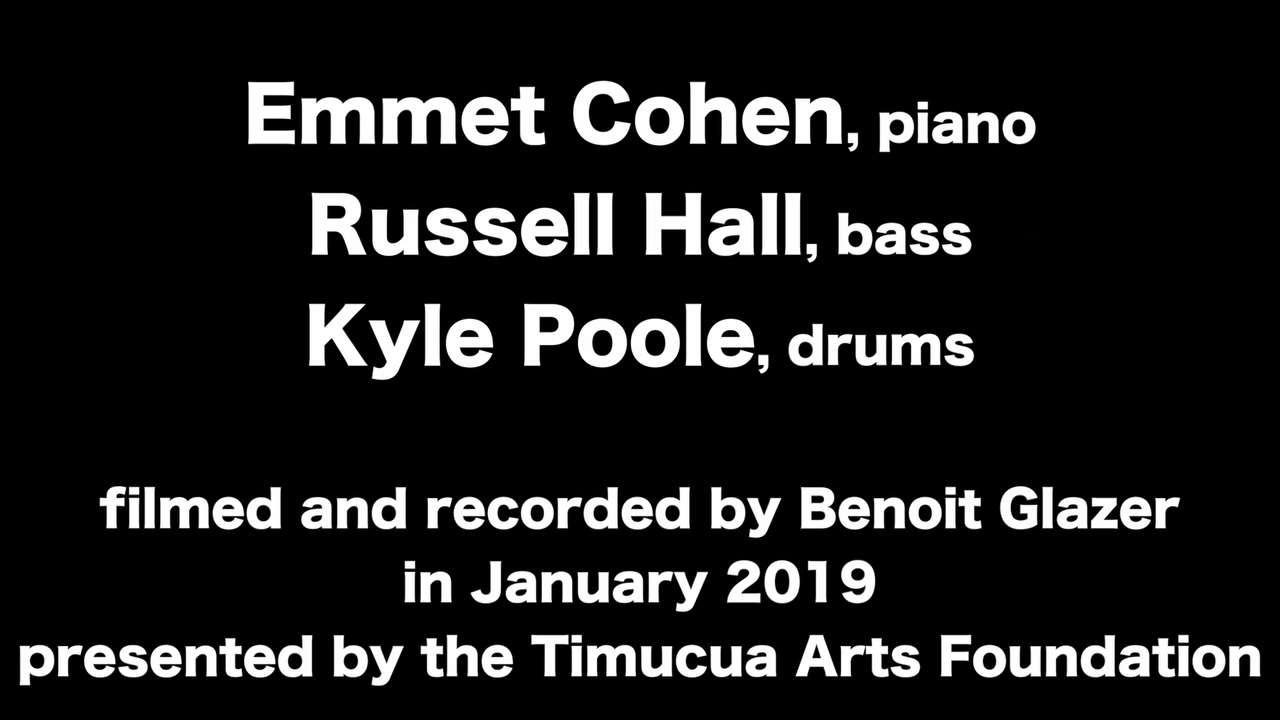 Emmet Cohen, piano
Russell Hall, bass
Kyle Poole, drums
filmed and recorded by Benoit Glazer
in January 2019
presented by the Timucua Arts Foundation